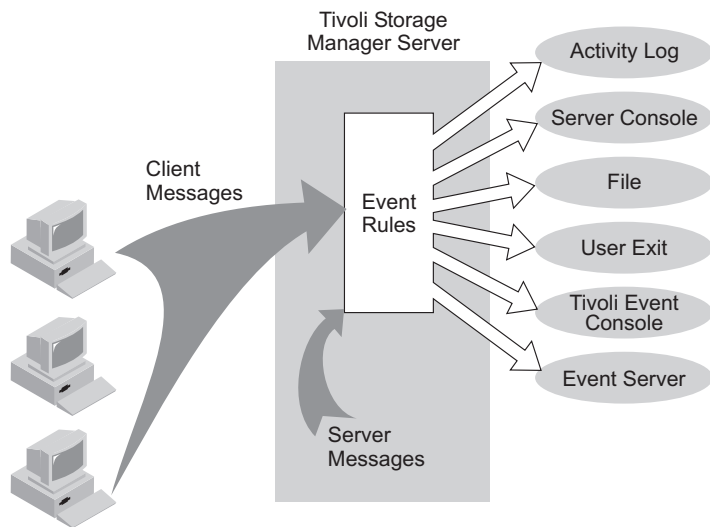 Tivoli Storage
Manager Server
Activity Log
Server Console
File
User Exit
Tivoli Event
Console
Event Server
Client
Messages
Event
Rules
Server
Messages